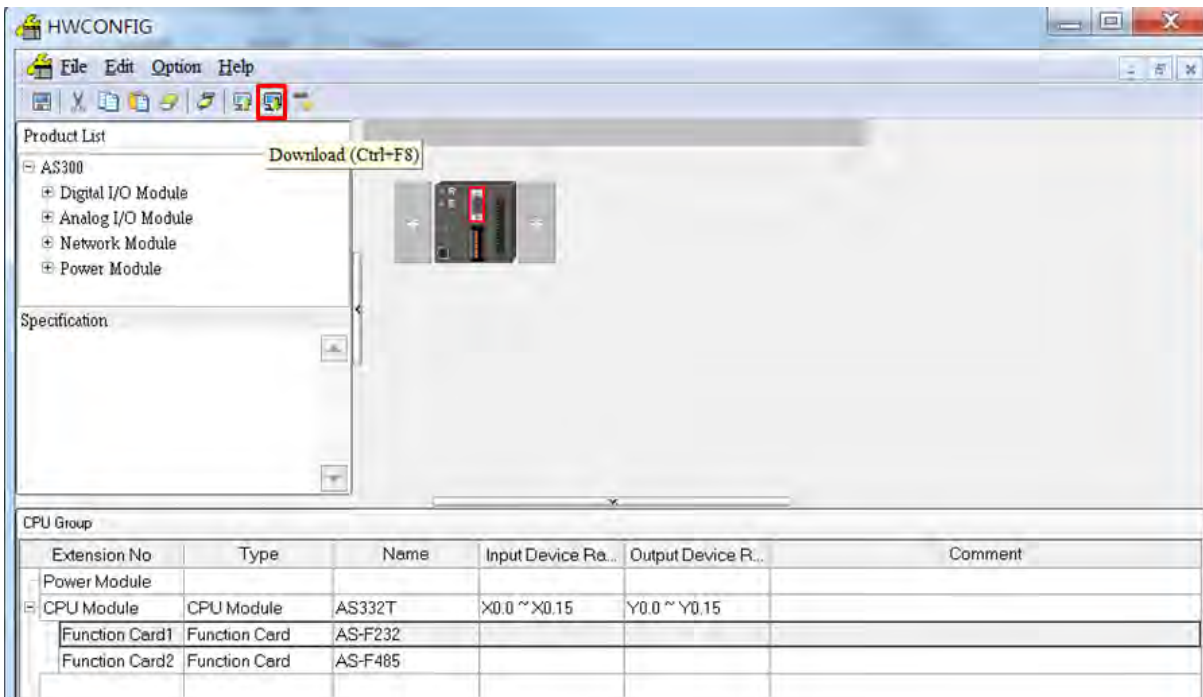 HWCONFIG
File Edit Option Help
Product List
Download (Ctrl+F8)
AS300
Digital I/O Module
Analog I/O Module
Network Module
Power Module
Specification
CPU Group
Extension No Type Name Input Device Ra... Output Device R... Comment
Power Module
CPU Module CPU Module AS332T X0.0 ~ X0.15 Y0.0 ~ Y0.15
Function Card1 Function Card AS-F232
Function Card2 Function Card AS-F485